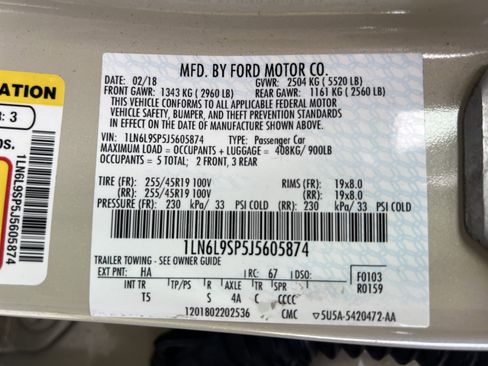 MFD. BY FORD MOTOR CO.
DATE: 02/18 GVWR: 2504 KG ( 5520 LB)
FRONT GAWR: 1343 KG ( 2960 LB) REAR GAWR: 1161 KG ( 2560 LB)
THIS VEHICLE CONFORMS TO ALL APPLICABLE FEDERAL MOTOR
VEHICLE SAFETY, BUMPER, AND THEFT PREVENTION STANDARDS
IN EFFECT ON THE DATE OF MANUFACTURE SHOWN ABOVE.
VIN: 1LN6L9SP5J5605874 TYPE: Passenger Car
MAXIMUM LOAD = OCCUPANTS + LUGGAGE = 408KG/ 900LB
OCCUPANTS = 5 TOTAL; 2 FRONT, 3 REAR
TIRE (FR): 255/45R19 100V RIMS (FR): 19x8.0
(RR): 255/45R19 100V (RR): 19x8.0
PRESSURE (FR): 230 kPa/ 33 PSI COLD (RR): 230 kPa/ 33 PSI COLD
1LN6L9SP5J5605874
TRAILER TOWING - SEE OWNER GUIDE
EXT PNT: HA RC: 67 DSO: F0103
INT TR TP/PS R AXLE TR SPR R0159
T5 S 4A C CCCC
1201802202536 CMC 5U5A-5420472-AA
ATION
R: 3
os.
1LN6L9SP5J5605874